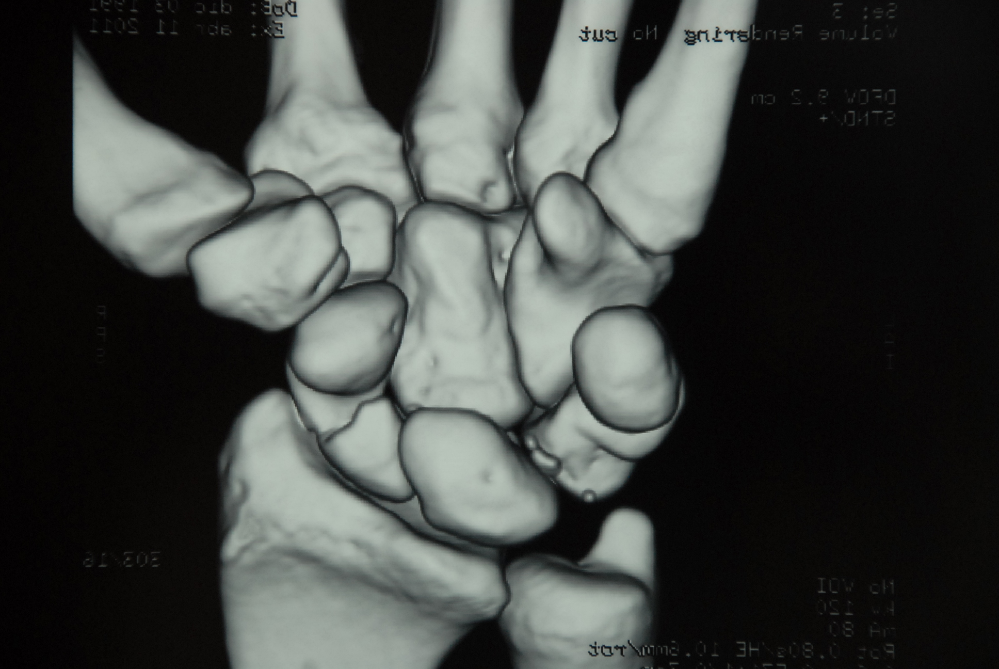 DoB: dic 03 1991
Ex: abr 11 2011
Se: 3
Volume Rendering No cut
DFOV 9.2 cm
STND/+
303/16
No VOI
kv 120
mA 80
Rot 0.80s/HE 10.6mm/rot